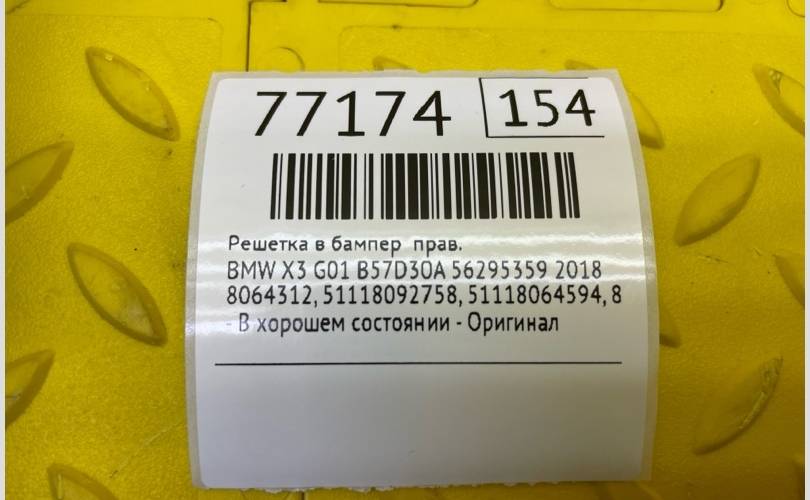 77174 154
Решетка в бампер прав.
BMW X3 G01 B57D30A 56295359 2018
8064312, 51118092758, 51118064594, 8
- В хорошем состоянии - Оригинал